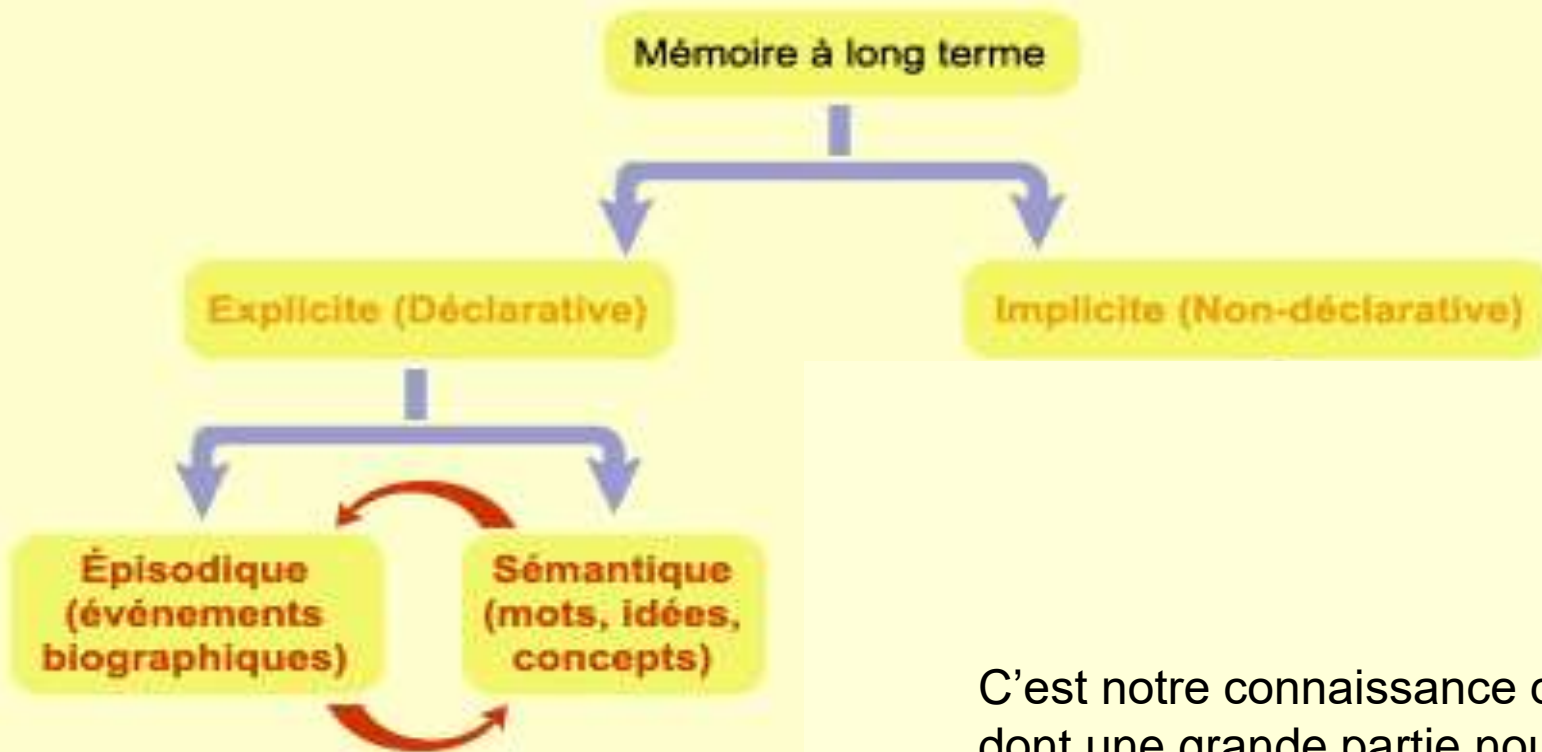 Mémoire à long terme
Explicite (Déclarative)
Implicite (Non-déclarative)
Épisodique
(événements
biographiques)
Sémantique
(mots, idées,
concepts)
C’est notre connaissance
dont une grande partie